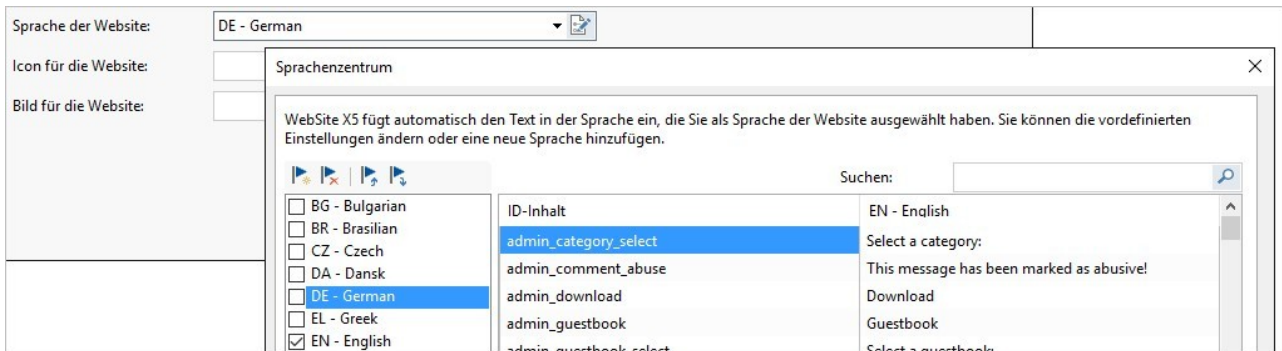 Sprache der Website:
DE - German
Icon für die Website:
Bild für die Website:
Sprachenzentrum
WebSite X5 fügt automatisch den Text in der Sprache ein, die Sie als Sprache der Website ausgewählt haben. Sie können die vordefinierten
Einstellungen ändern oder eine neue Sprache hinzufügen.
Suchen:
BG - Bulgarian
BR - Brasilian
CZ - Czech
DA - Dansk
DE - German
EL - Greek
EN - English
ID-Inhalt
EN - English
admin_category_select
Select a category:
admin_comment_abuse
This message has been marked as abusive!
admin_download
Download
admin_guestbook
Guestbook
admin_guestbook_select
Select a guestbook: